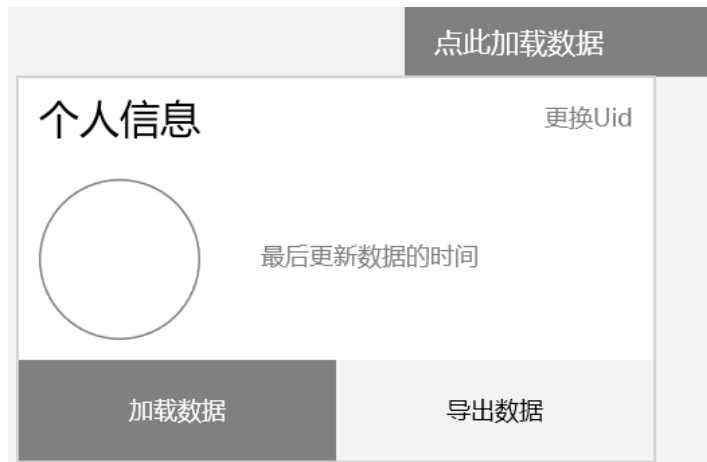 点此加载数据
个人信息
更换Uid
最后更新数据的时间
加载数据
导出数据